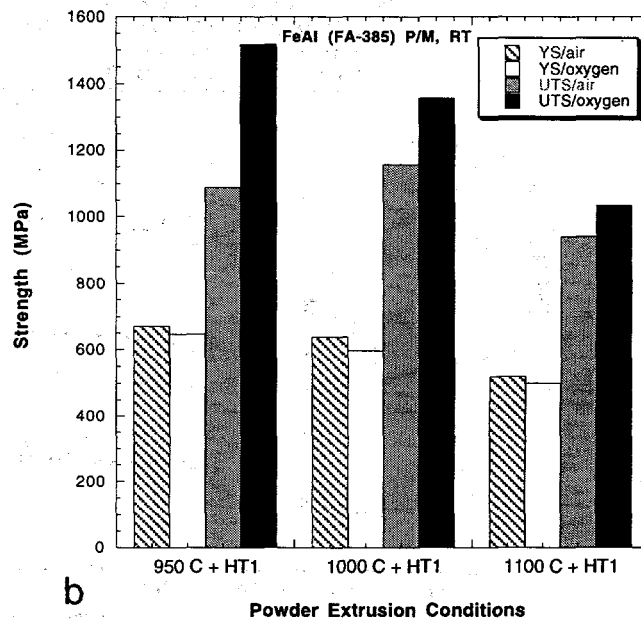 FeAl (FA-385) P/M, RT
YS/air
YS/oxygen
UTS/air
UTS/oxygen
1600
1400
1200
1000
800
600
400
200
0
Strength (MPa)
950 C + HT1 1000 C + HT1 1100 C + HT1
b
Powder Extrusion Conditions